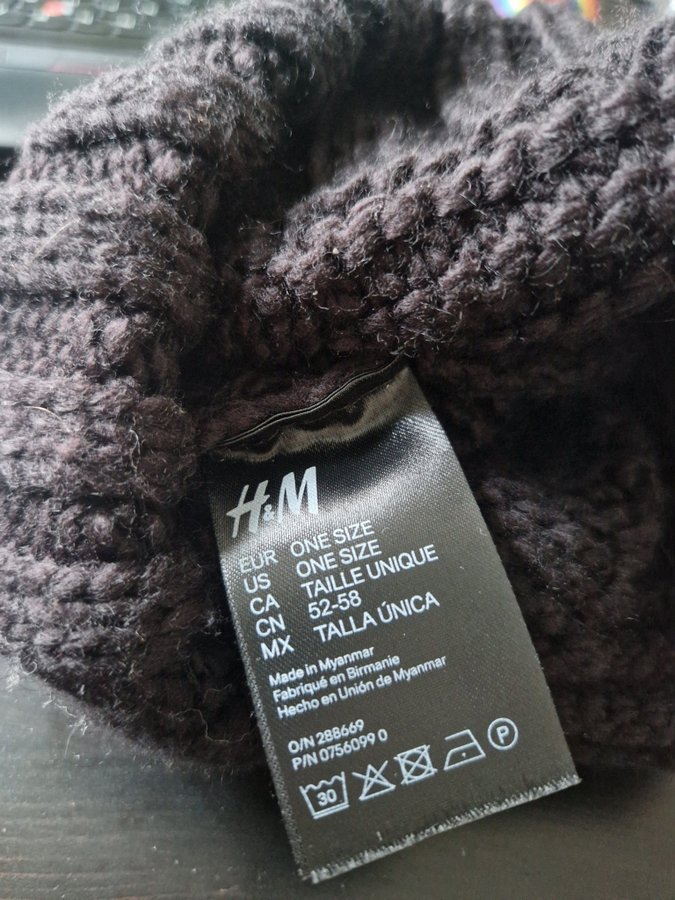 H&M
EUR ONE SIZE
US ONE SIZE
CA TAILLE UNIQUE
CN 52-58
MX TALLA ÚNICA
Made in Myanmar
Fabriqué en Birmanie
Hecho en Unión de Myanmar
O/N 288669
P/N 0756099 0
30 P